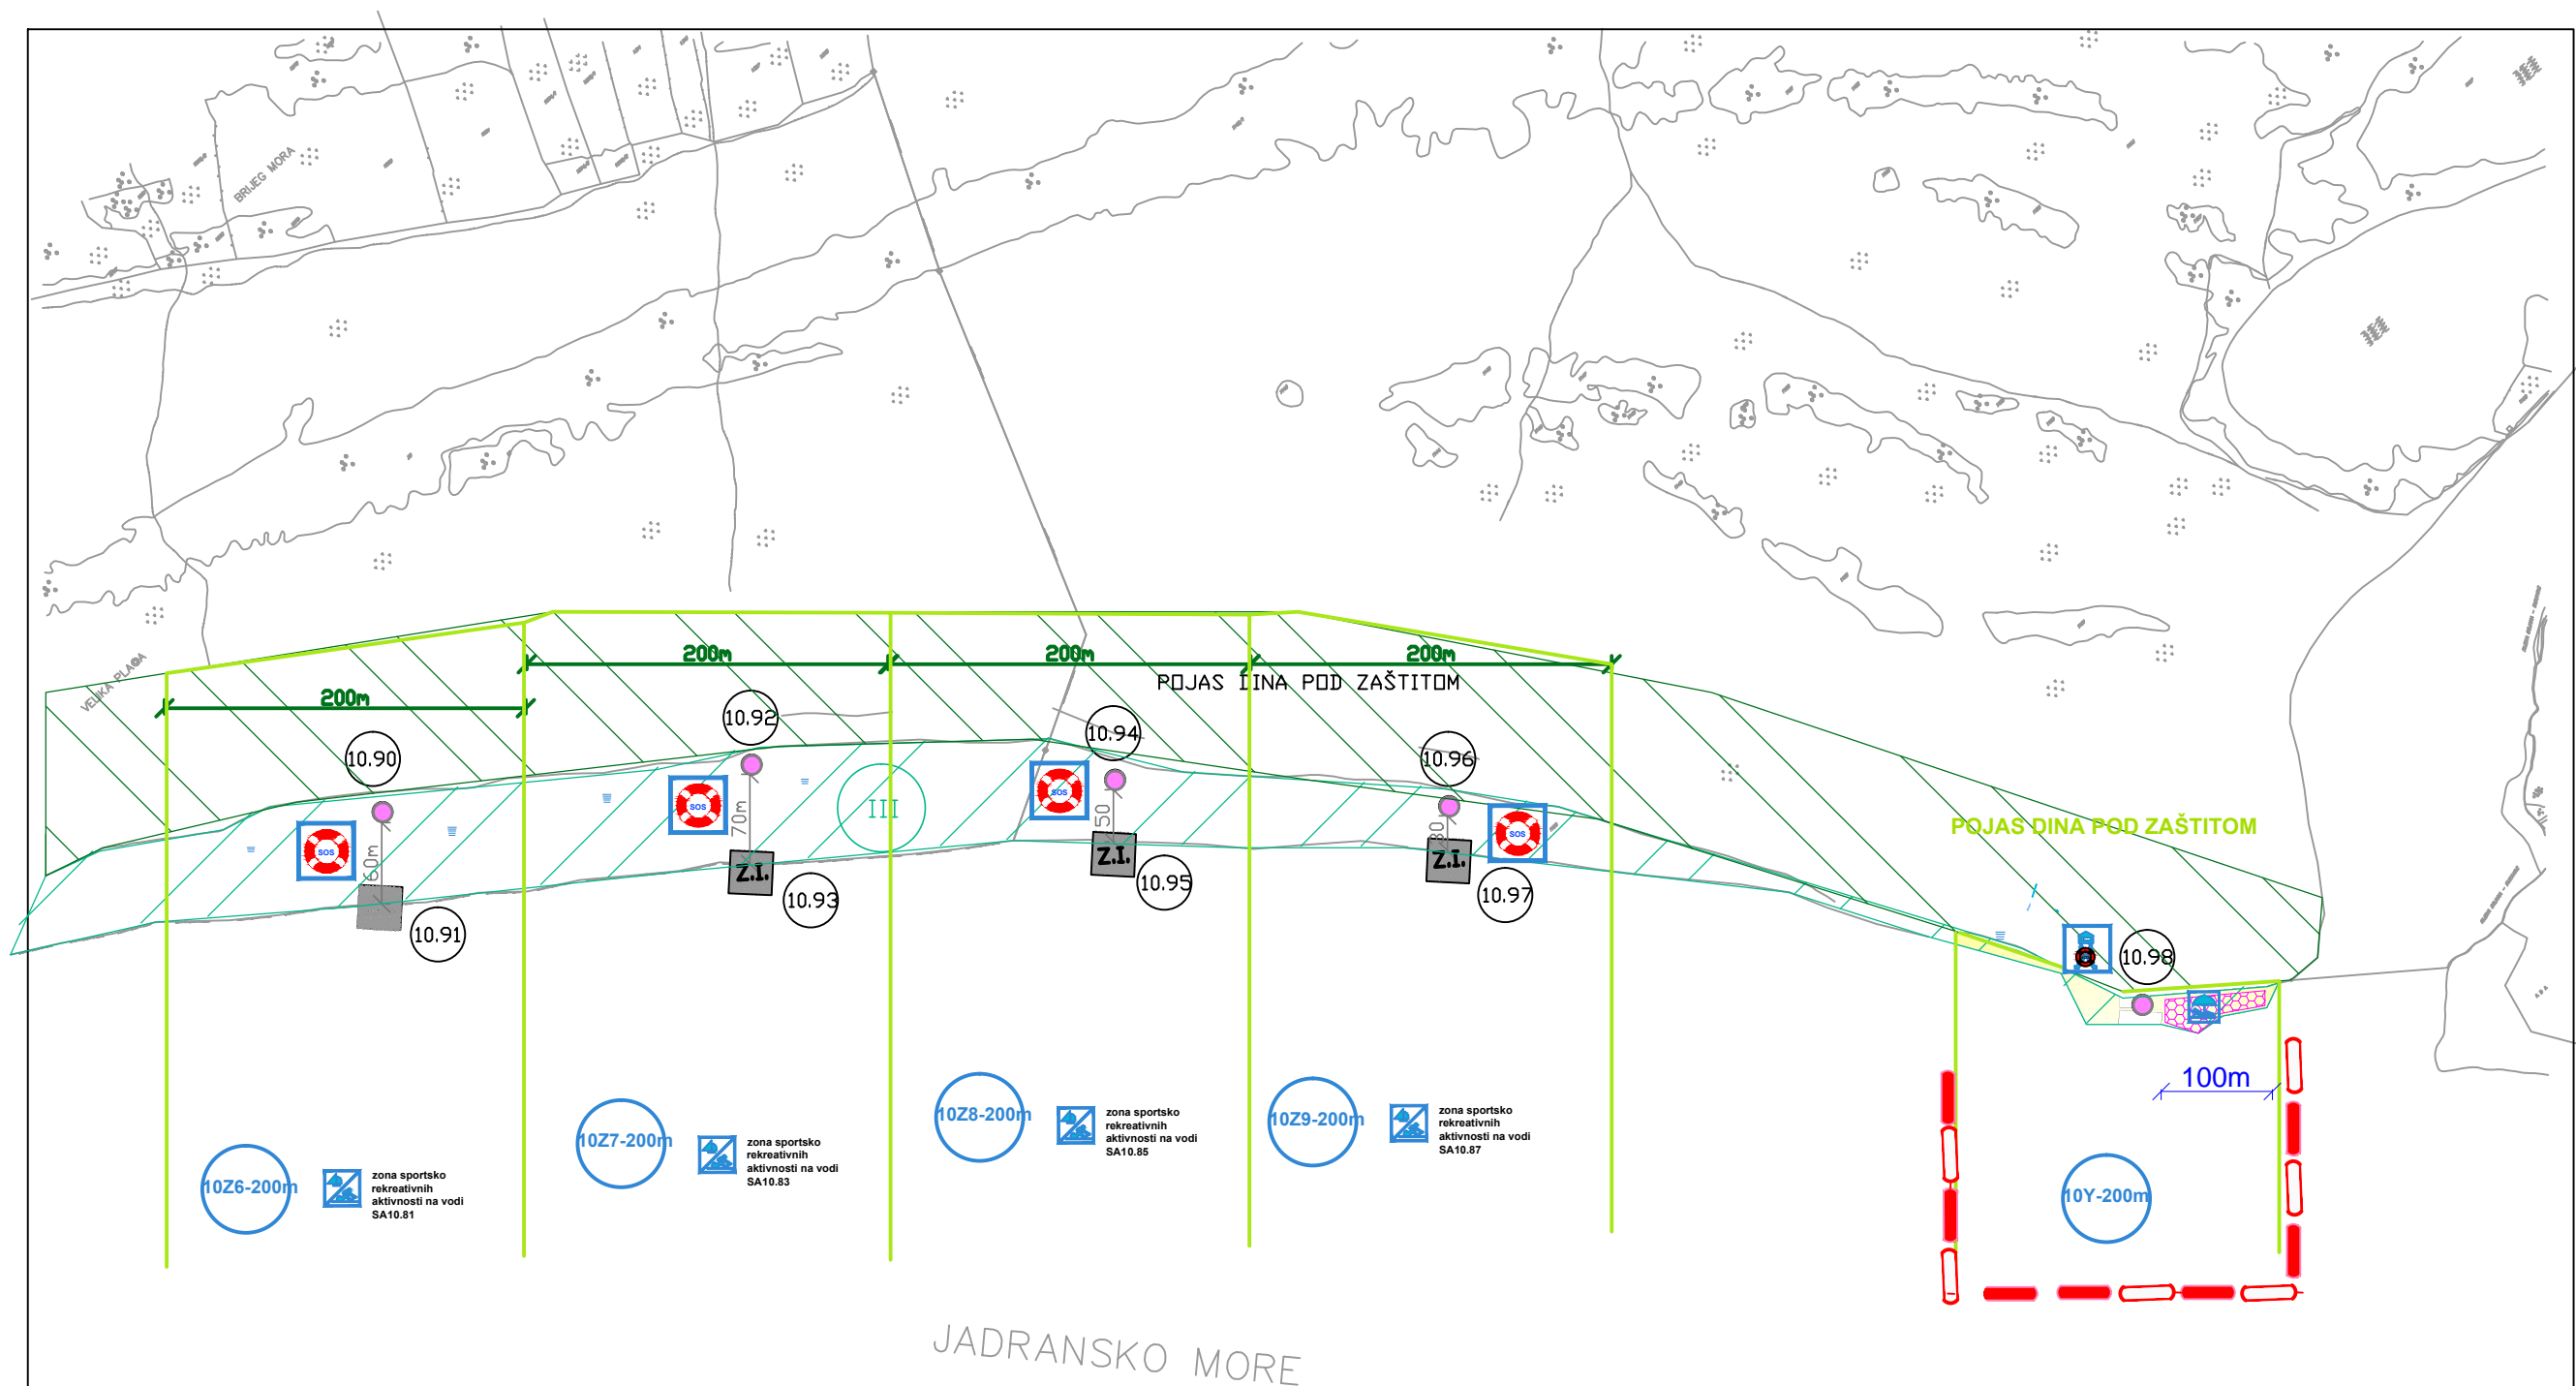 BRIJEG MORA
200m
200m
200m
POJAS DINA POD ZAŠTITOM
200m
10.90
10.92
10.94
10.96
SOS
SOS
SOS
SOS
60m
70m
50
80
III
Z.I.
Z.I.
Z.I.
10.91
10.93
10.95
10.97
POJAS DINA POD ZAŠTITOM
10.98
100m
10Z6-200m
zona sportsko
rekreativnih
aktivnosti na vodi
SA10.81
10Z7-200m
zona sportsko
rekreativnih
aktivnosti na vodi
SA10.83
10Z8-200m
zona sportsko
rekreativnih
aktivnosti na vodi
SA10.85
10Z9-200m
zona sportsko
rekreativnih
aktivnosti na vodi
SA10.87
10Y-200m
JADRANSKO MORE